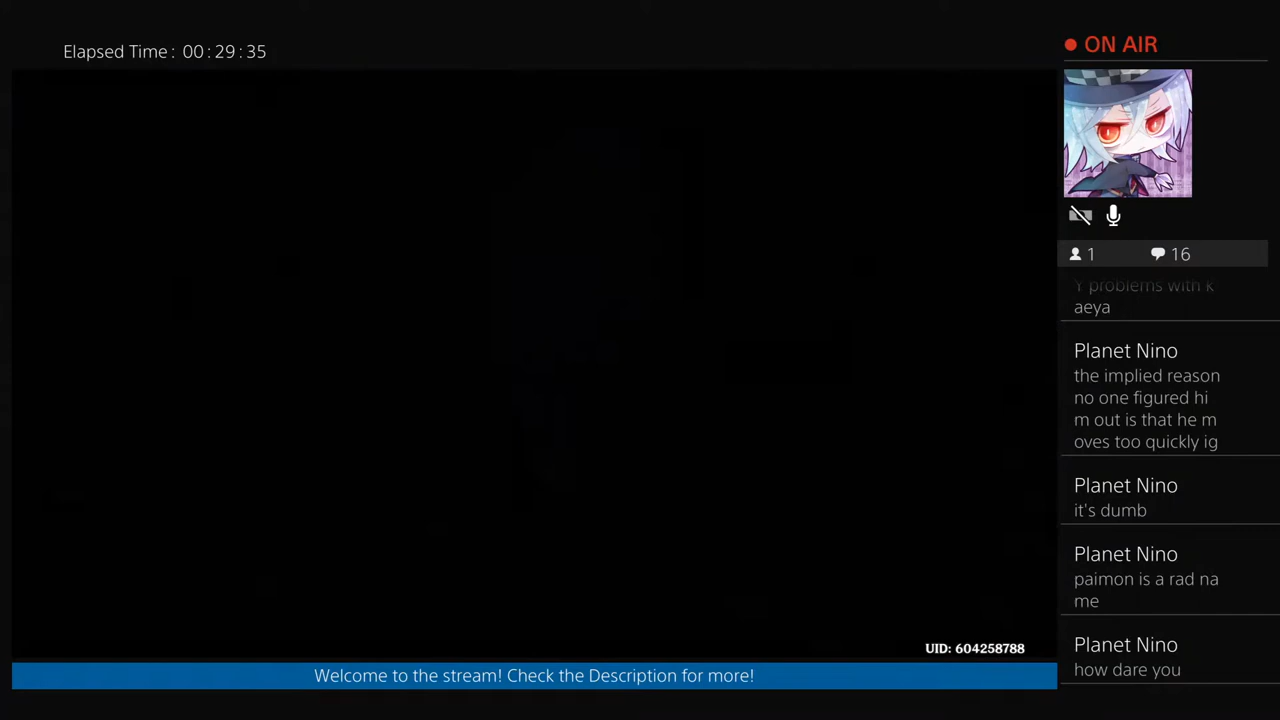 Elapsed Time : 00 : 29 : 35
ON AIR
1 16
Y problems with k
aeya
Planet Nino
the implied reason
no one figured hi
m out is that he m
oves too quickly ig
Planet Nino
it's dumb
Planet Nino
paimon is a rad na
me
Planet Nino
how dare you
UID: 604258788
Welcome to the stream! Check the Description for more!